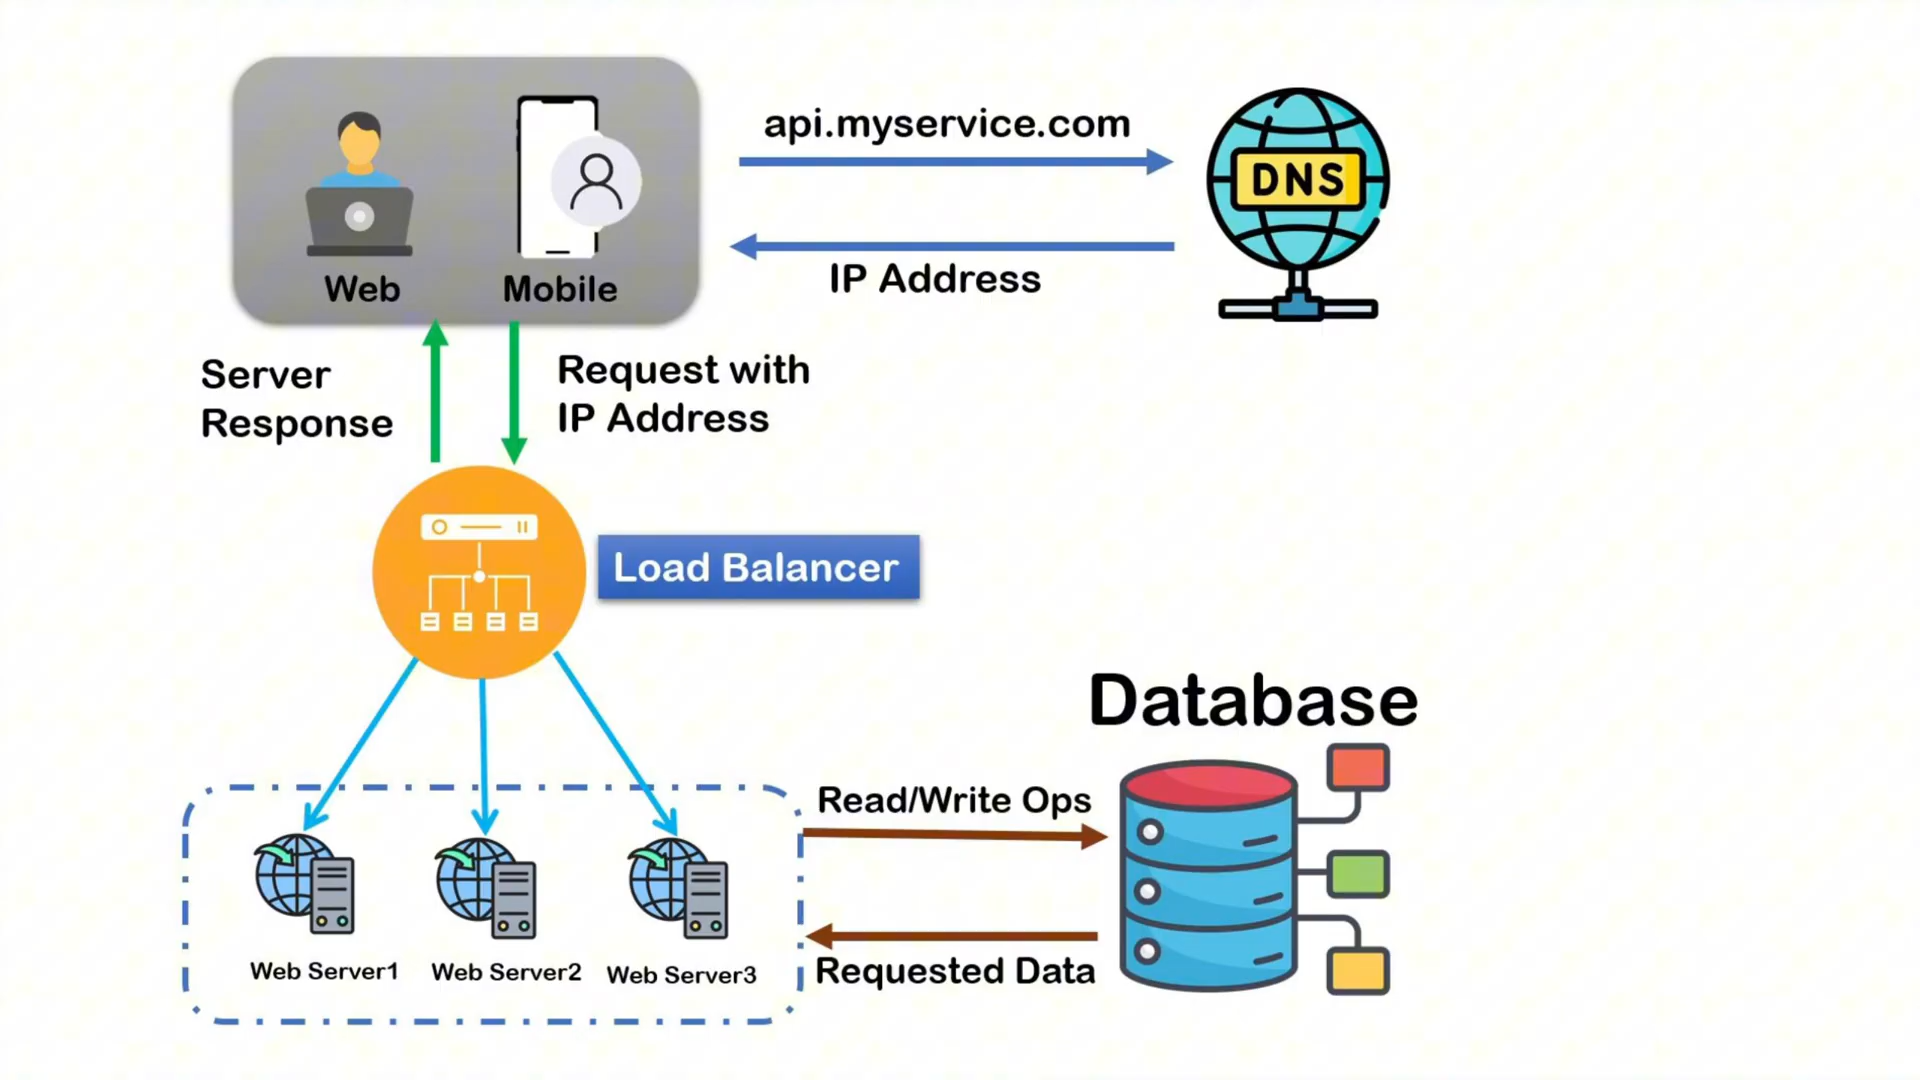 api.myservice.com
DNS
Web
Mobile
IP Address
Server
Response
Request with
IP Address
Load Balancer
Database
Read/Write Ops
Web Server1
Web Server2
Web Server3
Requested Data